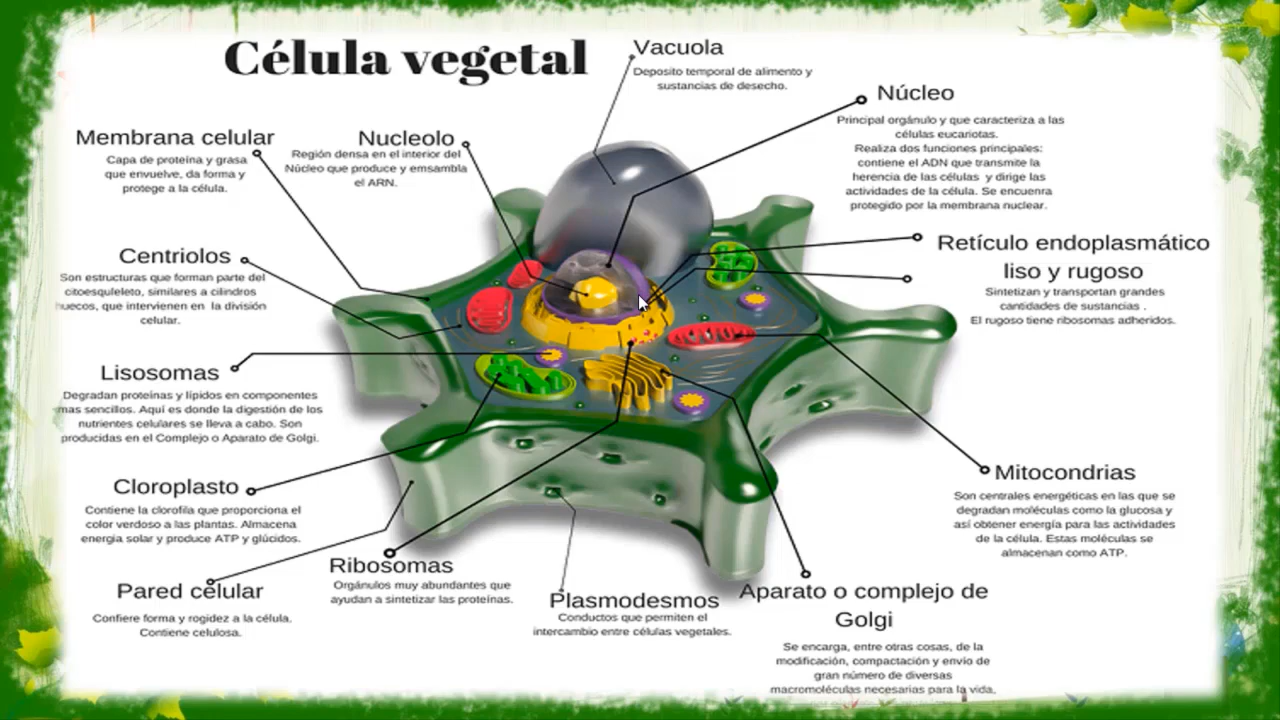 Célula vegetal
Vacuola
Deposito temporal de alimento y
sustancias de desecho.
Núcleo
Principal orgánulo y que caracteriza a las
células eucariotas.
Realiza dos funciones principales:
contiene el ADN que transmite la
herencia de las células y dirige las
actividades de la célula. Se encuenra
protegido por la membrana nuclear.
Membrana celular
Capa de proteína y grasa
que envuelve, da forma y
protege a la célula.
Nucleolo
Región densa en el interior del
Núcleo que produce y emsambla
el ARN.
Retículo endoplasmático
liso y rugoso
Sintetizan y transportan grandes
cantidades de sustancias .
El rugoso tiene ribosomas adheridos.
Centriolos
Son estructuras que forman parte del
citoesqufeleto, similares a cilindros
huecos, que intervienen en la división
celular.
Lisosomas
Degradan proteínas y lípidos en componentes
mas sencillos. Aquí es donde la digestión de los
nutrientes celulares se lleva a cabo. Son
producidas en el Complejo o Aparato de Golgi.
Cloroplasto
Contiene la clorofila que proporciona el
color verdoso a las plantas. Almacena
energia solar y produce ATP y glúcidos.
Mitocondrias
Son centrales energéticas en las que se
degradan moléculas como la glucosa y
así obtener energía para las actividades
de la célula. Estas moléculas se
almacenan como ATP.
Pared celular
Confiere forma y rogidez a la célula.
Contiene celulosa.
Ribosomas
Orgánulos muy abundantes que
ayudan a sintetizar las proteínas.
Plasmodesmos
Conductos que permiten el
intercambio entre células vegetales.
Aparato o complejo de
Golgi
Se encarga, entre otras cosas, de la
modificación, compactación y envío de
gran número de diversas
macromoléculas necesarias para la vida,